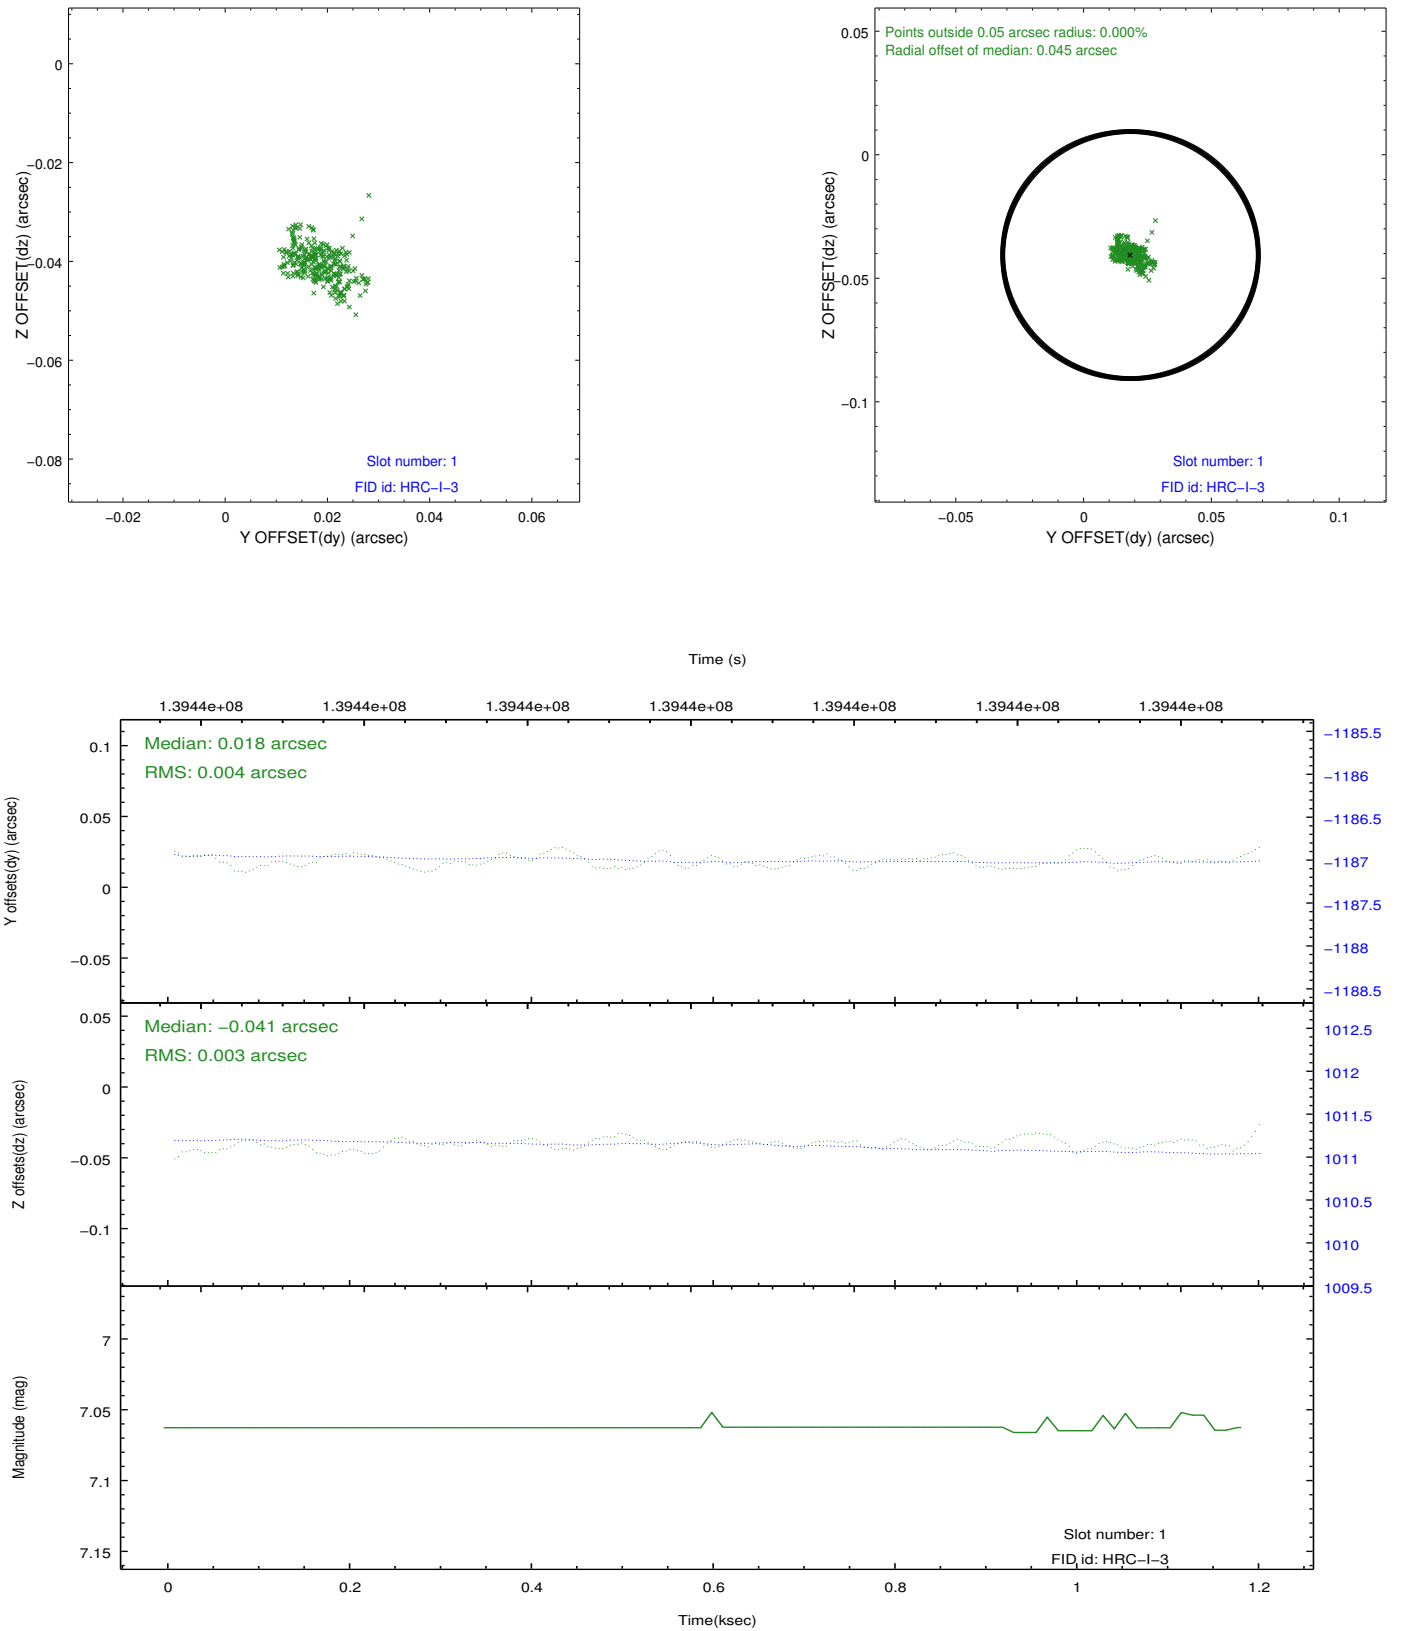 0
−0.02
−0.04
−0.06
−0.08
Z OFFSET(dz) (arcsec)
Slot number: 1
FID id: HRC−I−3
−0.02
0
0.02
0.04
0.06
Y OFFSET(dy) (arcsec)
Points outside 0.05 arcsec radius: 0.000%
Radial offset of median: 0.045 arcsec
0.05
0
−0.05
−0.1
Z OFFSET(dz) (arcsec)
Slot number: 1
FID id: HRC−I−3
−0.05
0
0.05
0.1
Y OFFSET(dy) (arcsec)
Time (s)
1.3944e+08
1.3944e+08
1.3944e+08
1.3944e+08
1.3944e+08
1.3944e+08
1.3944e+08
Median: 0.018 arcsec
RMS: 0.004 arcsec
0.1
0.05
0
−0.05
Y offsets(dy) (arcsec)
−1185.5
−1186
−1186.5
−1187
−1187.5
−1188
−1188.5
Median: −0.041 arcsec
RMS: 0.003 arcsec
0.05
0
−0.05
−0.1
Z offsets(dz) (arcsec)
1012.5
1012
1011.5
1011
1010.5
1010
1009.5
7
7.05
7.1
7.15
Magnitude (mag)
Slot number: 1
FID id: HRC−I−3
0
0.2
0.4
0.6
0.8
1
1.2
Time(ksec)